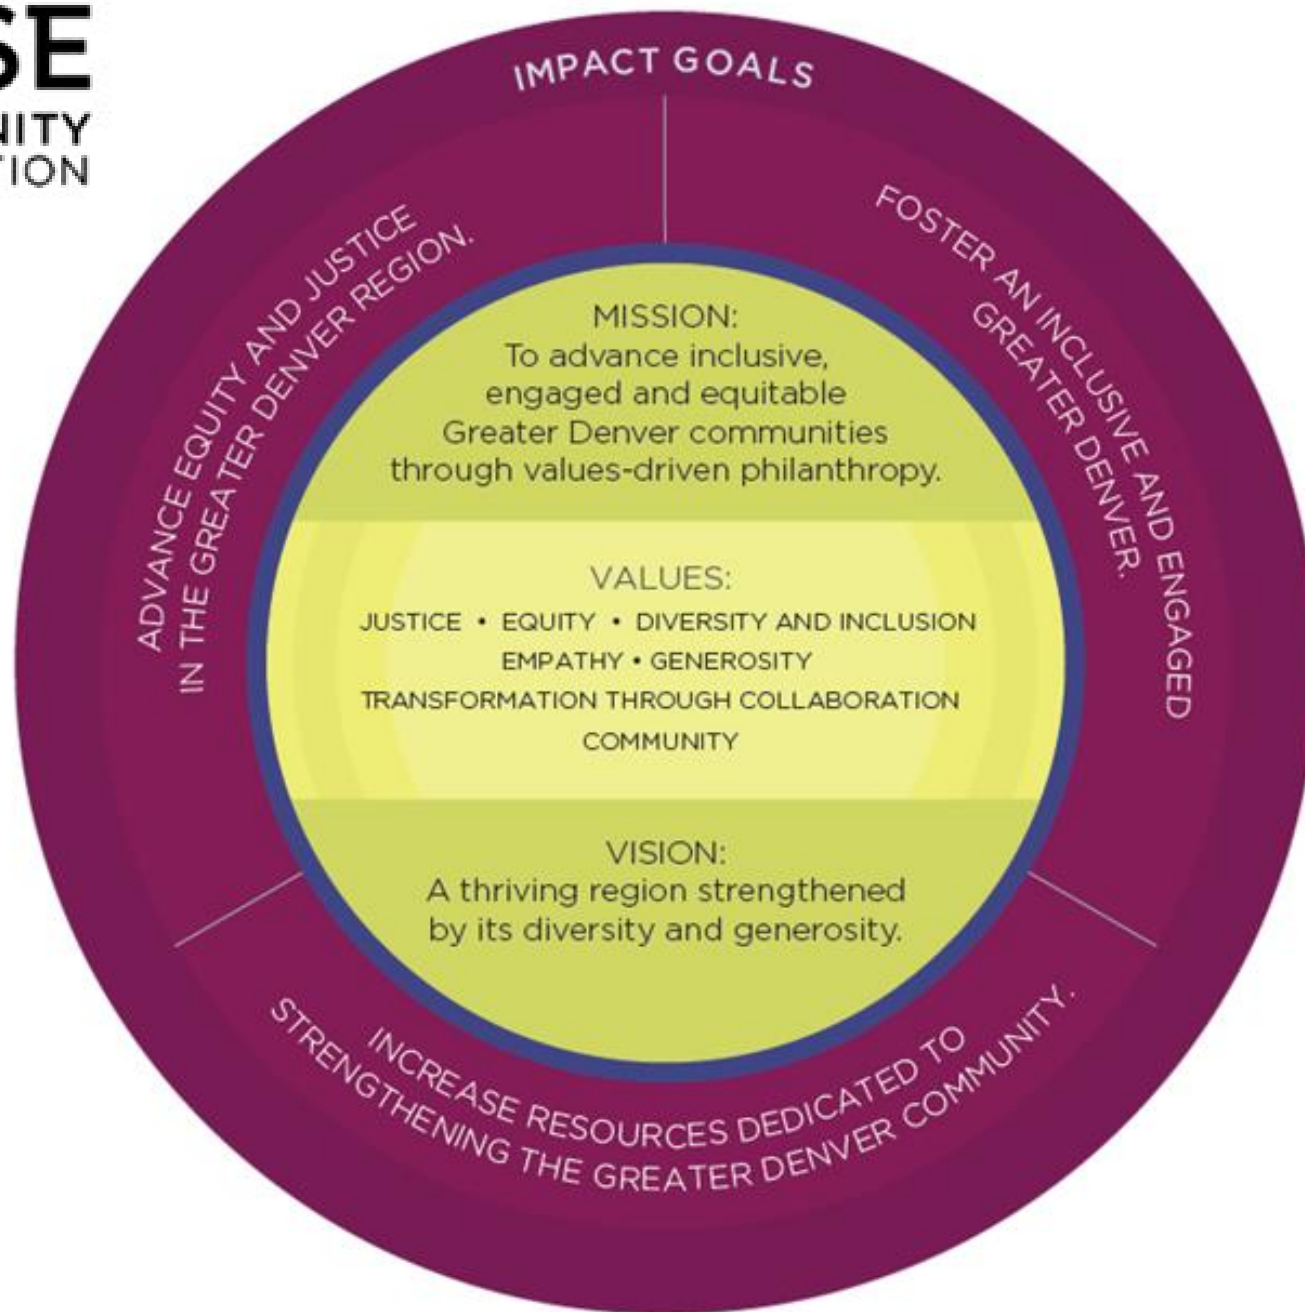 SE
NITY
TION
IMPACT GOALS
ADVANCE EQUITY AND JUSTICE
IN THE GREATER DENVER REGION.
FOSTER AN INCLUSIVE AND ENGAGED
GREATER DENVER.
MISSION:
To advance inclusive,
engaged and equitable
Greater Denver communities
through values-driven philanthropy.
VALUES:
JUSTICE • EQUITY • DIVERSITY AND INCLUSION
EMPATHY • GENEROSITY
TRANSFORMATION THROUGH COLLABORATION
COMMUNITY
VISION:
A thriving region strengthened
by its diversity and generosity.
INCREASE RESOURCES DEDICATED TO
STRENGTHENING THE GREATER DENVER COMMUNITY.